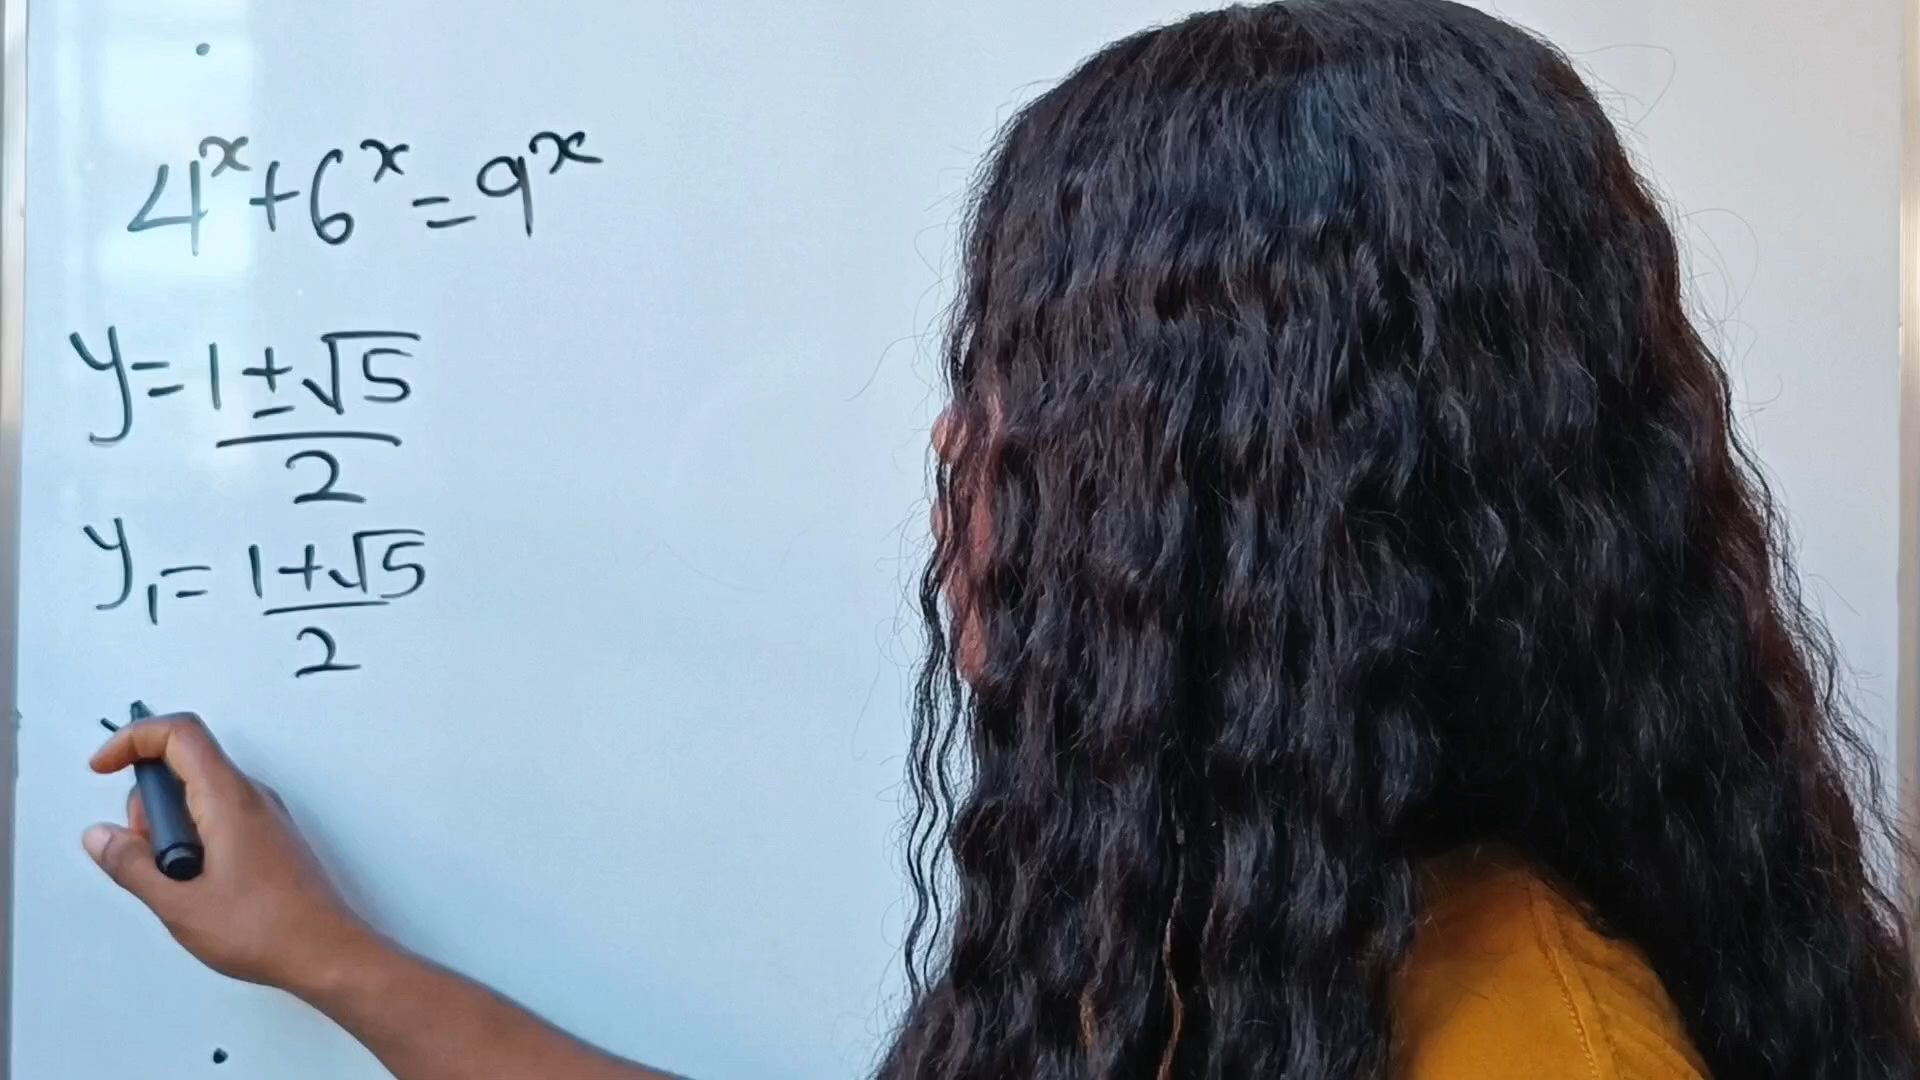 4^x + 6^x = 9^x
y = (1 ± √5)/2
y₁ = (1 + √5)/2